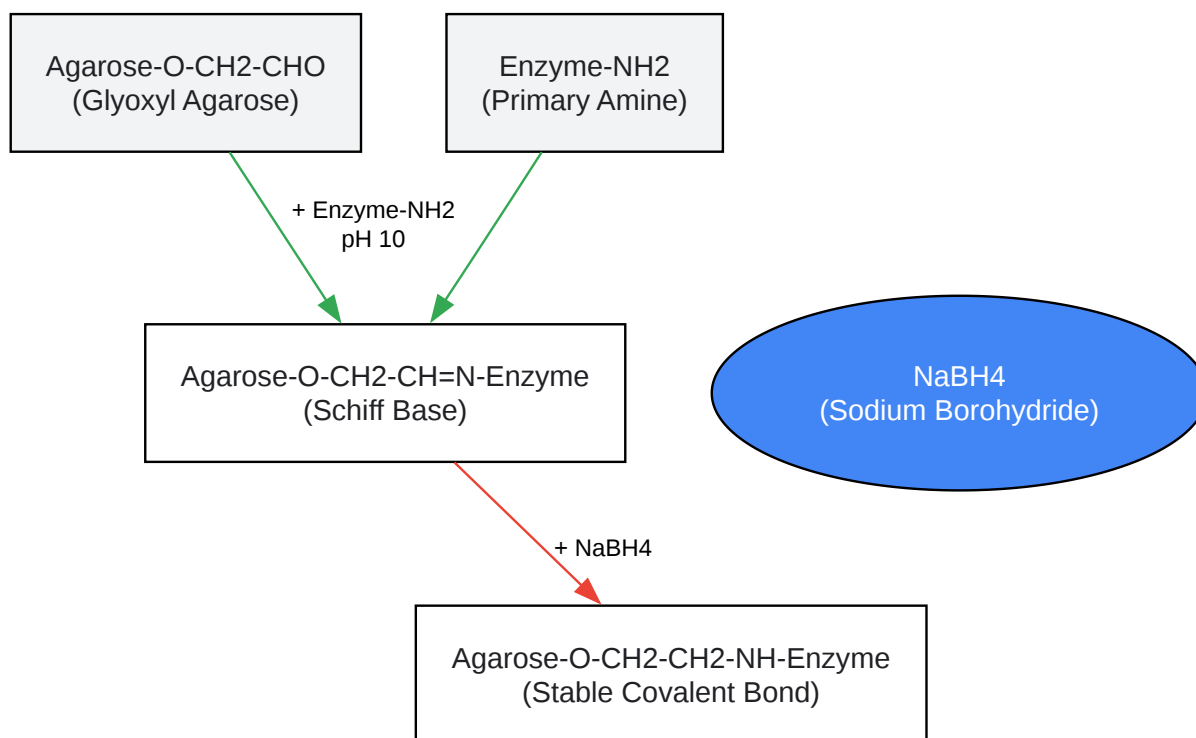 Agarose-O-CH2-CHO
(Glyoxyl Agarose)
Enzyme-NH2
(Primary Amine)
+ Enzyme-NH2
pH 10
Agarose-O-CH2-CH=N-Enzyme
(Schiff Base)
NaBH4
(Sodium Borohydride)
+ NaBH4
Agarose-O-CH2-CH2-NH-Enzyme
(Stable Covalent Bond)